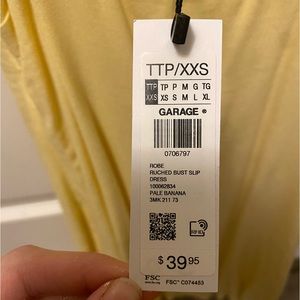 TTP/XXS
TTP TP P M G TG
XXS XS S M L XL
GARAGE ®
0706797
ROBE
RUCHED BUST SLIP
DRESS
100062834
PALE BANANA
3MK 211 73
$ 39.95
FSC
FSC® C074453